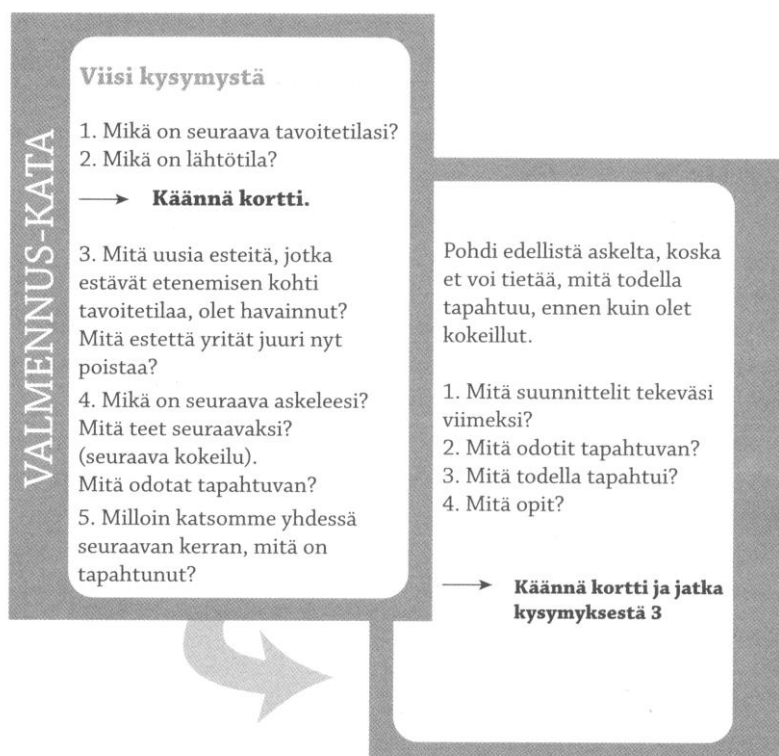 VALMENNUS-KATA
Viisi kysymystä
1. Mikä on seuraava tavoitetilasi?
2. Mikä on lähtötila?
→ Käännä kortti.
3. Mitä uusia esteitä, jotka
estävät etenemisen kohti
tavoitetilaa, olet havainnut?
Mitä estettä yrität juuri nyt
poistaa?
4. Mikä on seuraava askeleesi?
Mitä teet seuraavaksi?
(seuraava kokeilu).
Mitä odotat tapahtuvan?
5. Milloin katsomme yhdessä
seuraavan kerran, mitä on
tapahtunut?
Pohdi edellistä askelta, koska
et voi tietää, mitä todella
tapahtuu, ennen kuin olet
kokeillut.
1. Mitä suunnittelit tekeväsi
viimeksi?
2. Mitä odotit tapahtuvan?
3. Mitä todella tapahtui?
4. Mitä opit?
→ Käännä kortti ja jatka
kysymyksestä 3